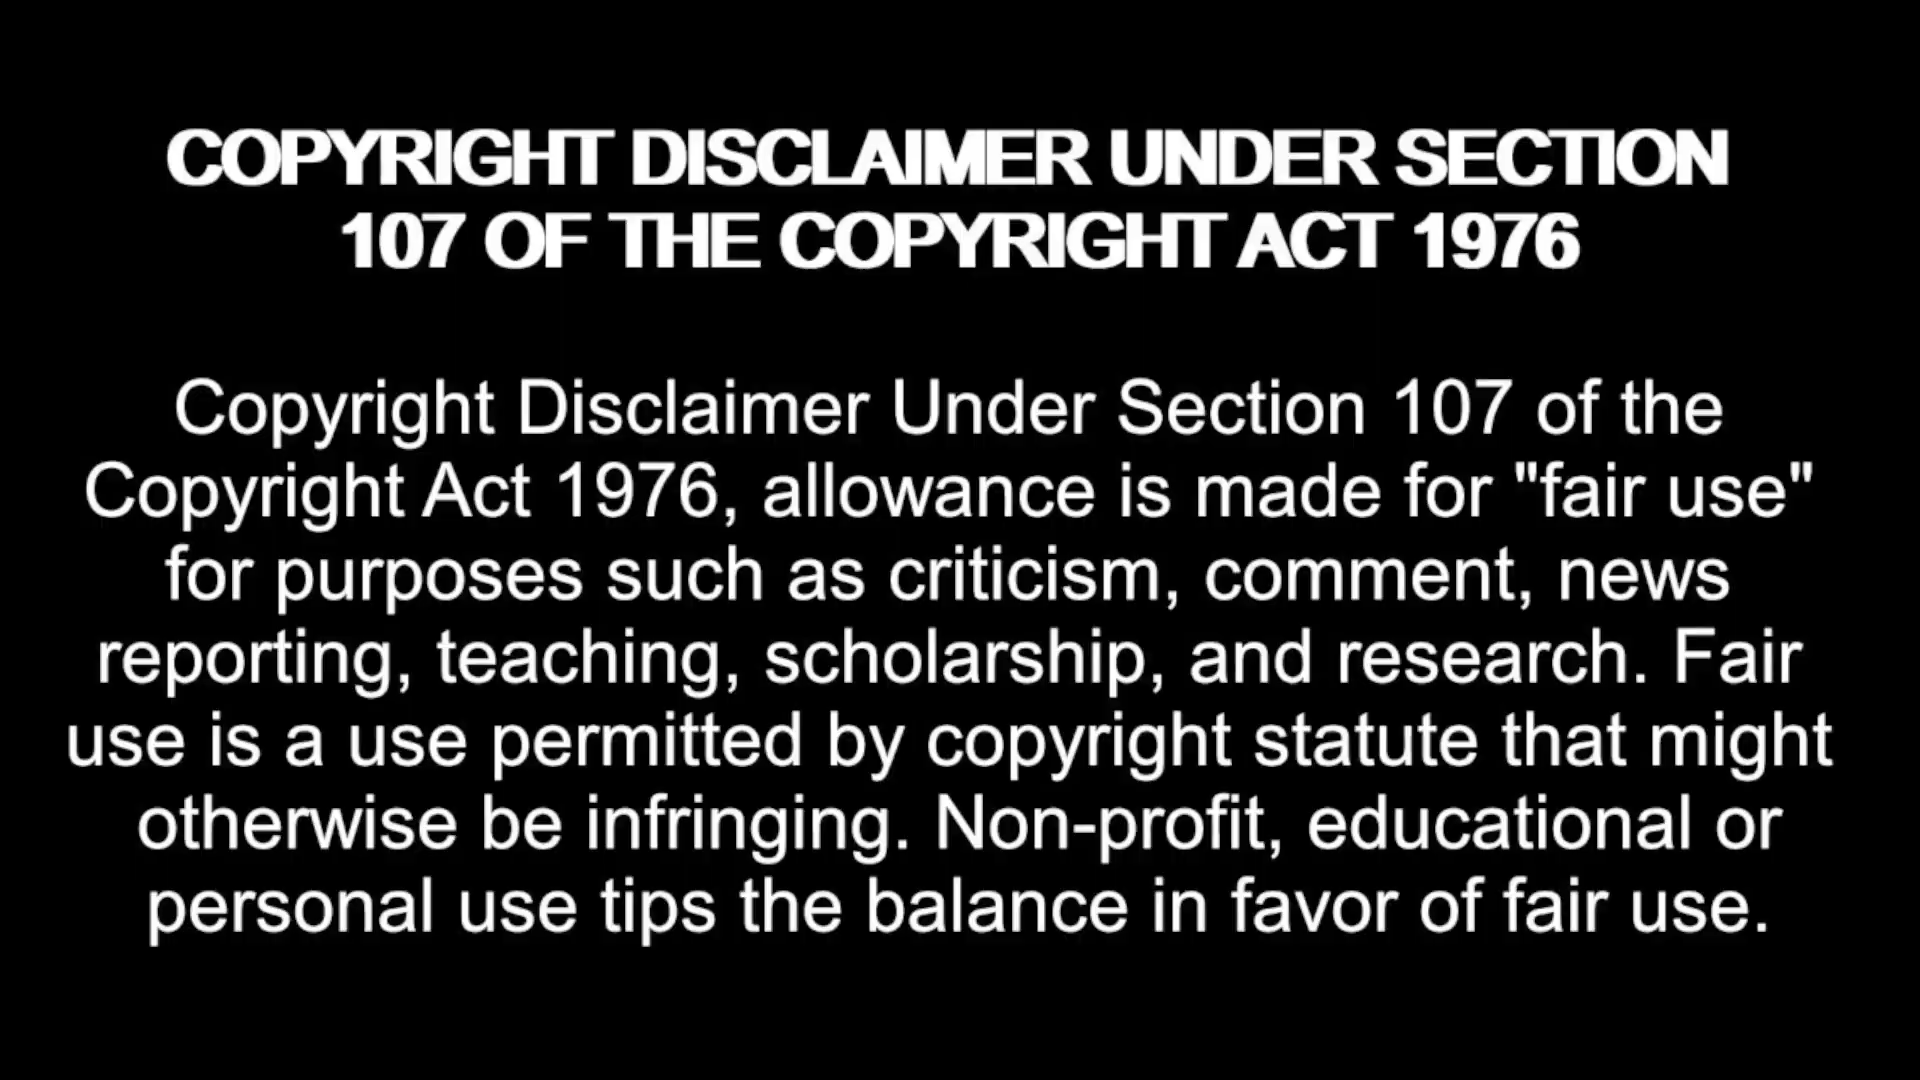 COPYRIGHT DISCLAIMER UNDER SECTION
107 OF THE COPYRIGHT ACT 1976
Copyright Disclaimer Under Section 107 of the
Copyright Act 1976, allowance is made for "fair use"
for purposes such as criticism, comment, news
reporting, teaching, scholarship, and research. Fair
use is a use permitted by copyright statute that might
otherwise be infringing. Non-profit, educational or
personal use tips the balance in favor of fair use.